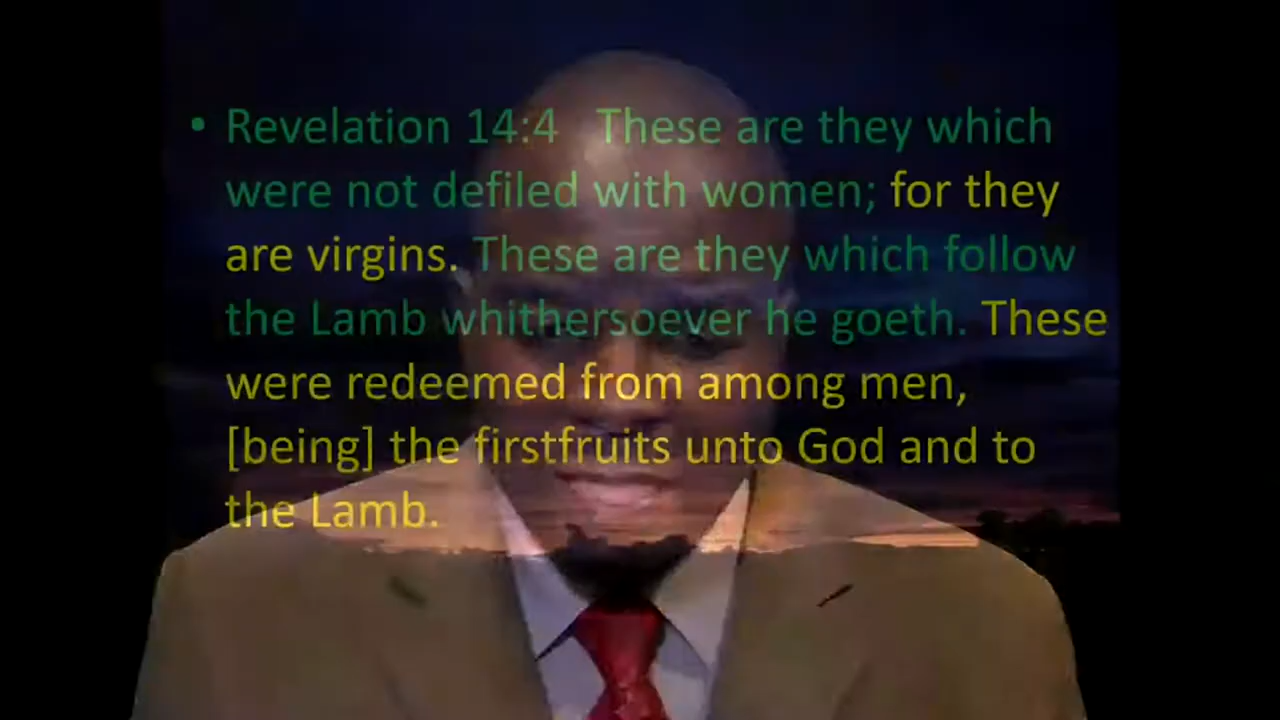 • Revelation 14:4 These are they which
were not defiled with women; for they
are virgins. These are they which follow
the Lamb whithersoever he goeth. These
were redeemed from among men,
[being] the firstfruits unto God and to
the Lamb.